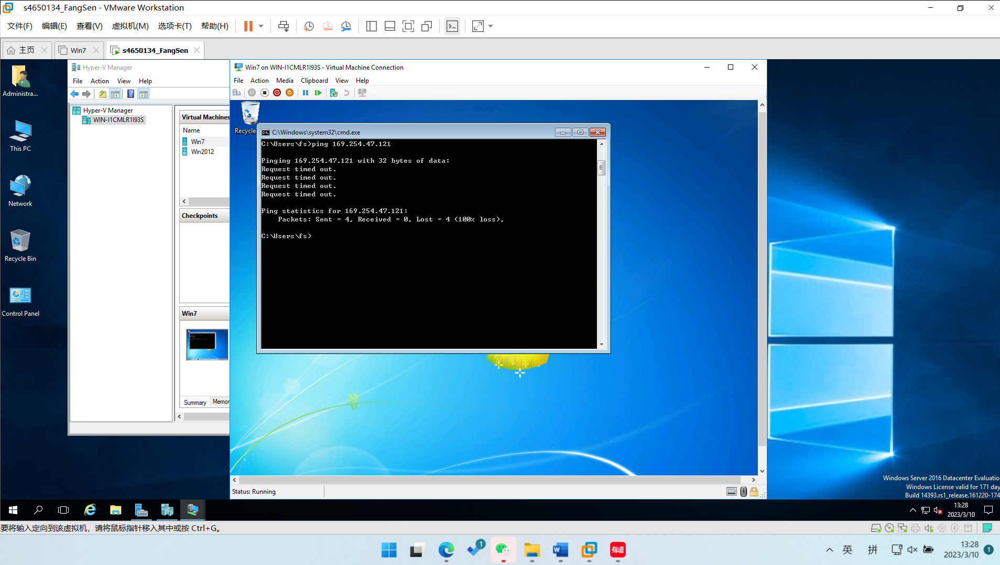 s4650134_FangSen - VMware Workstation
文件(F) 编辑(E) 查看(V) 虚拟机(M) 选项卡(T) 帮助(H)
主页 Win7 s4650134_FangSen
Administra...
This PC
Network
Recycle Bin
Control Panel
Hyper-V Manager
File Action View Help
Hyper-V Manager
WIN-I1CMLR1I93S
Virtual Machines
Name
Win7
Win2012
Checkpoints
Win7
Summary Memor
Win7 on WIN-I1CMLR1I93S - Virtual Machine Connection
File Action Media Clipboard View Help
Recycle
C:\Windows\system32\cmd.exe
C:\Users\fs>ping 169.254.47.121
Pinging 169.254.47.121 with 32 bytes of data:
Request timed out.
Request timed out.
Request timed out.
Request timed out.
Ping statistics for 169.254.47.121:
Packets: Sent = 4, Received = 0, Lost = 4 (100% loss),
C:\Users\fs>
Status: Running
Windows Server 2016 Datacenter Evaluatio
Windows License valid for 171 day
Build 14393.rs1_release.161220-174
13:28
2023/3/10
要将输入定向到该虚拟机，请将鼠标指针移入其中或按 Ctrl+G。
1
W
有道
英 拼
13:28
2023/3/10
1